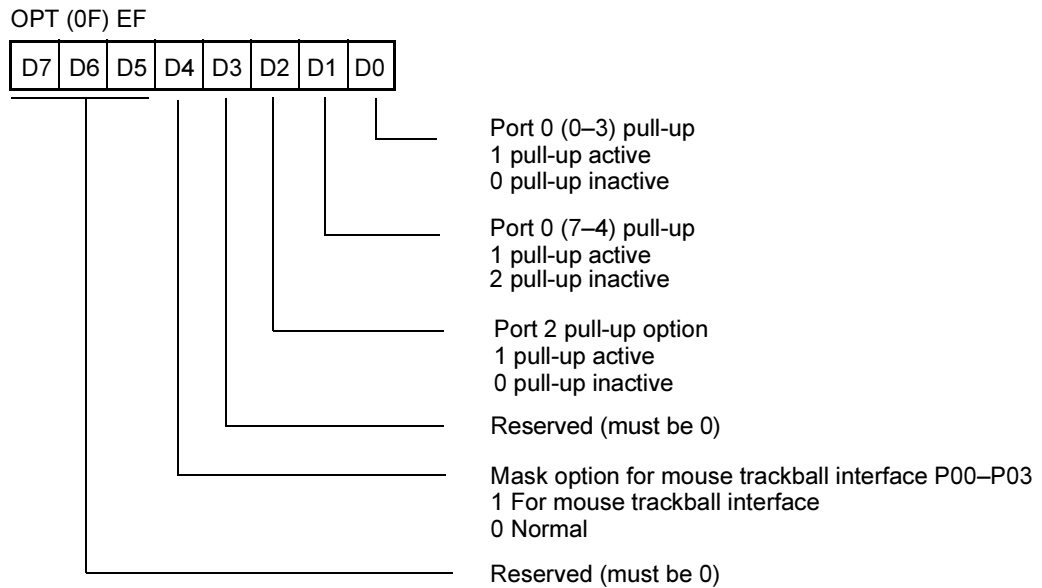 OPT (0F) EF
D7 D6 D5 D4 D3 D2 D1 D0
Port 0 (0–3) pull-up
1 pull-up active
0 pull-up inactive
Port 0 (7–4) pull-up
1 pull-up active
2 pull-up inactive
Port 2 pull-up option
1 pull-up active
0 pull-up inactive
Reserved (must be 0)
Mask option for mouse trackball interface P00–P03
1 For mouse trackball interface
0 Normal
Reserved (must be 0)